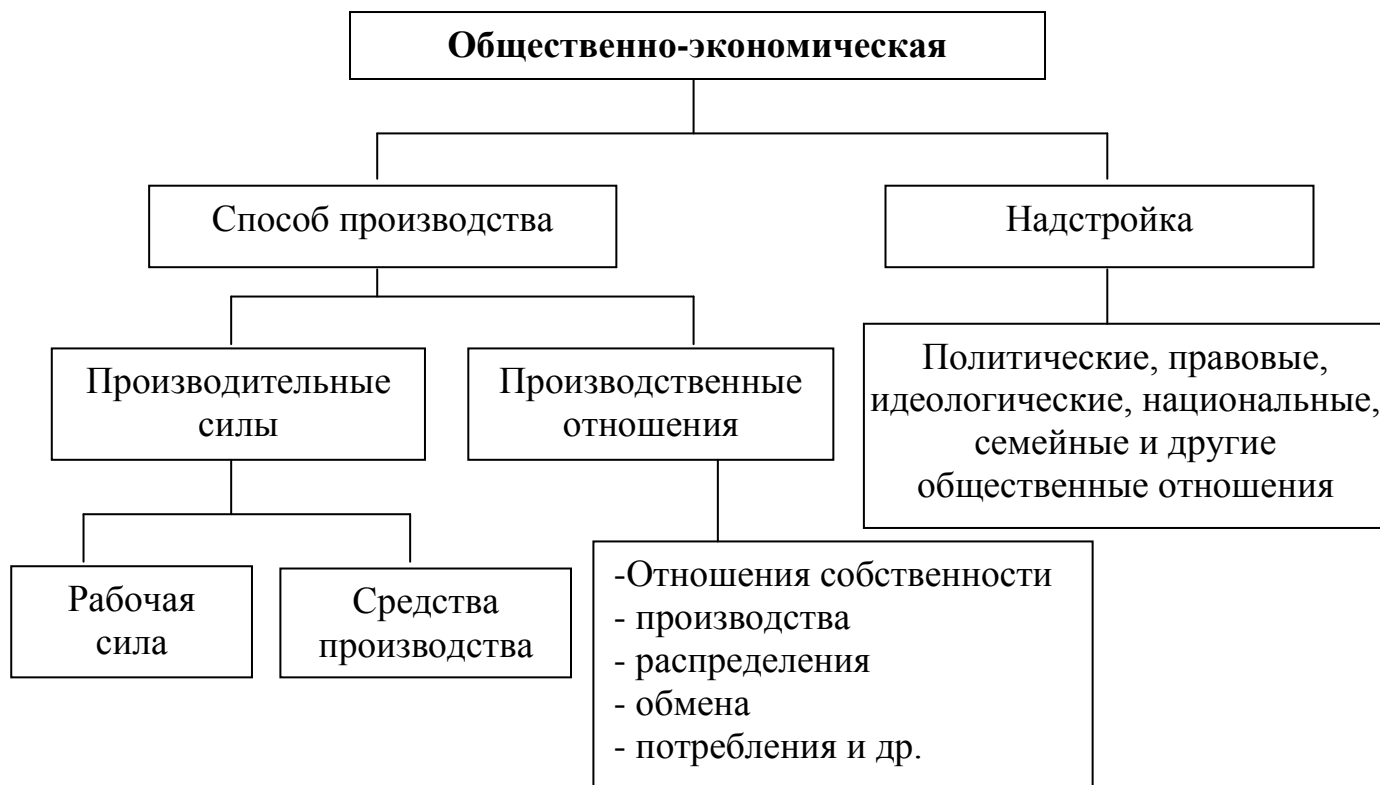 Общественно-экономическая
Способ производства
Надстройка
Производительные
силы
Производственные
отношения
Политические, правовые,
идеологические, национальные,
семейные и другие
общественные отношения
Рабочая
сила
Средства
производства
-Отношения собственности
- производства
- распределения
- обмена
- потребления и др.